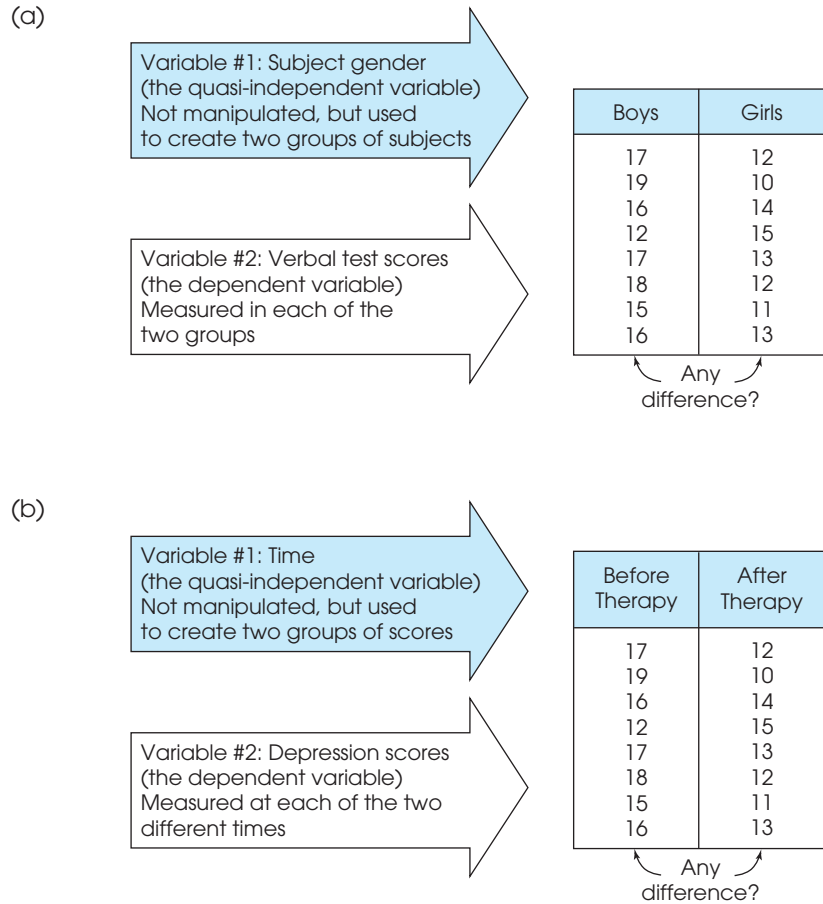 (a)
Variable #1: Subject gender
(the quasi-independent variable)
Not manipulated, but used
to create two groups of subjects
Variable #2: Verbal test scores
(the dependent variable)
Measured in each of the
two groups
Boys Girls
17 12
19 10
16 14
12 15
17 13
18 12
15 11
16 13
Any
difference?
(b)
Variable #1: Time
(the quasi-independent variable)
Not manipulated, but used
to create two groups of scores
Variable #2: Depression scores
(the dependent variable)
Measured at each of the two
different times
Before After
Therapy Therapy
17 12
19 10
16 14
12 15
17 13
18 12
15 11
16 13
Any
difference?